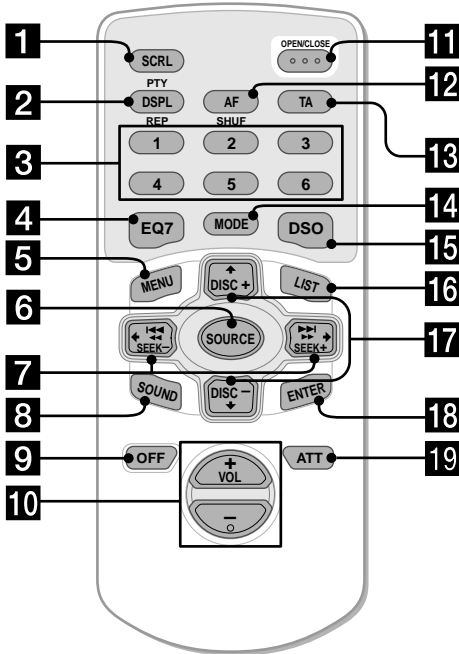 OPEN/CLOSE
1 SCRL 11
PTY 12
2 DSPL AF TA
REP SHUF
3 1 2 3 13
4 5 6
14
4 EQ7 MODE DSO
15
5 MENU DISC + LIST 16
6 SOURCE 17
SEEK– SEEK+
7
8 SOUND DISC – ENTER 18
9 OFF + ATT 19
10 VOL
–